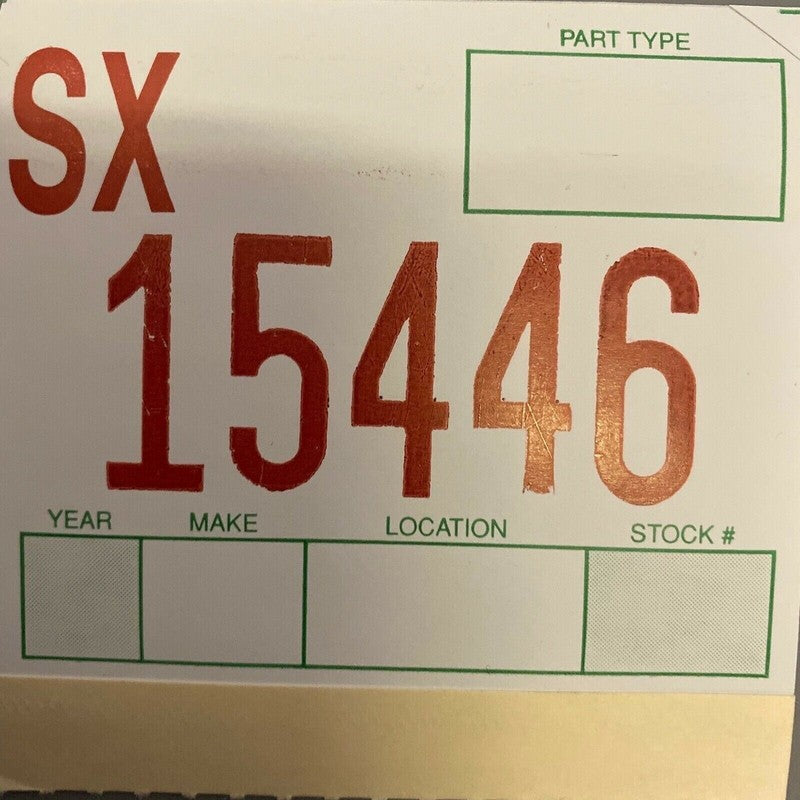 PART TYPE
SX
15446
YEAR MAKE LOCATION STOCK #